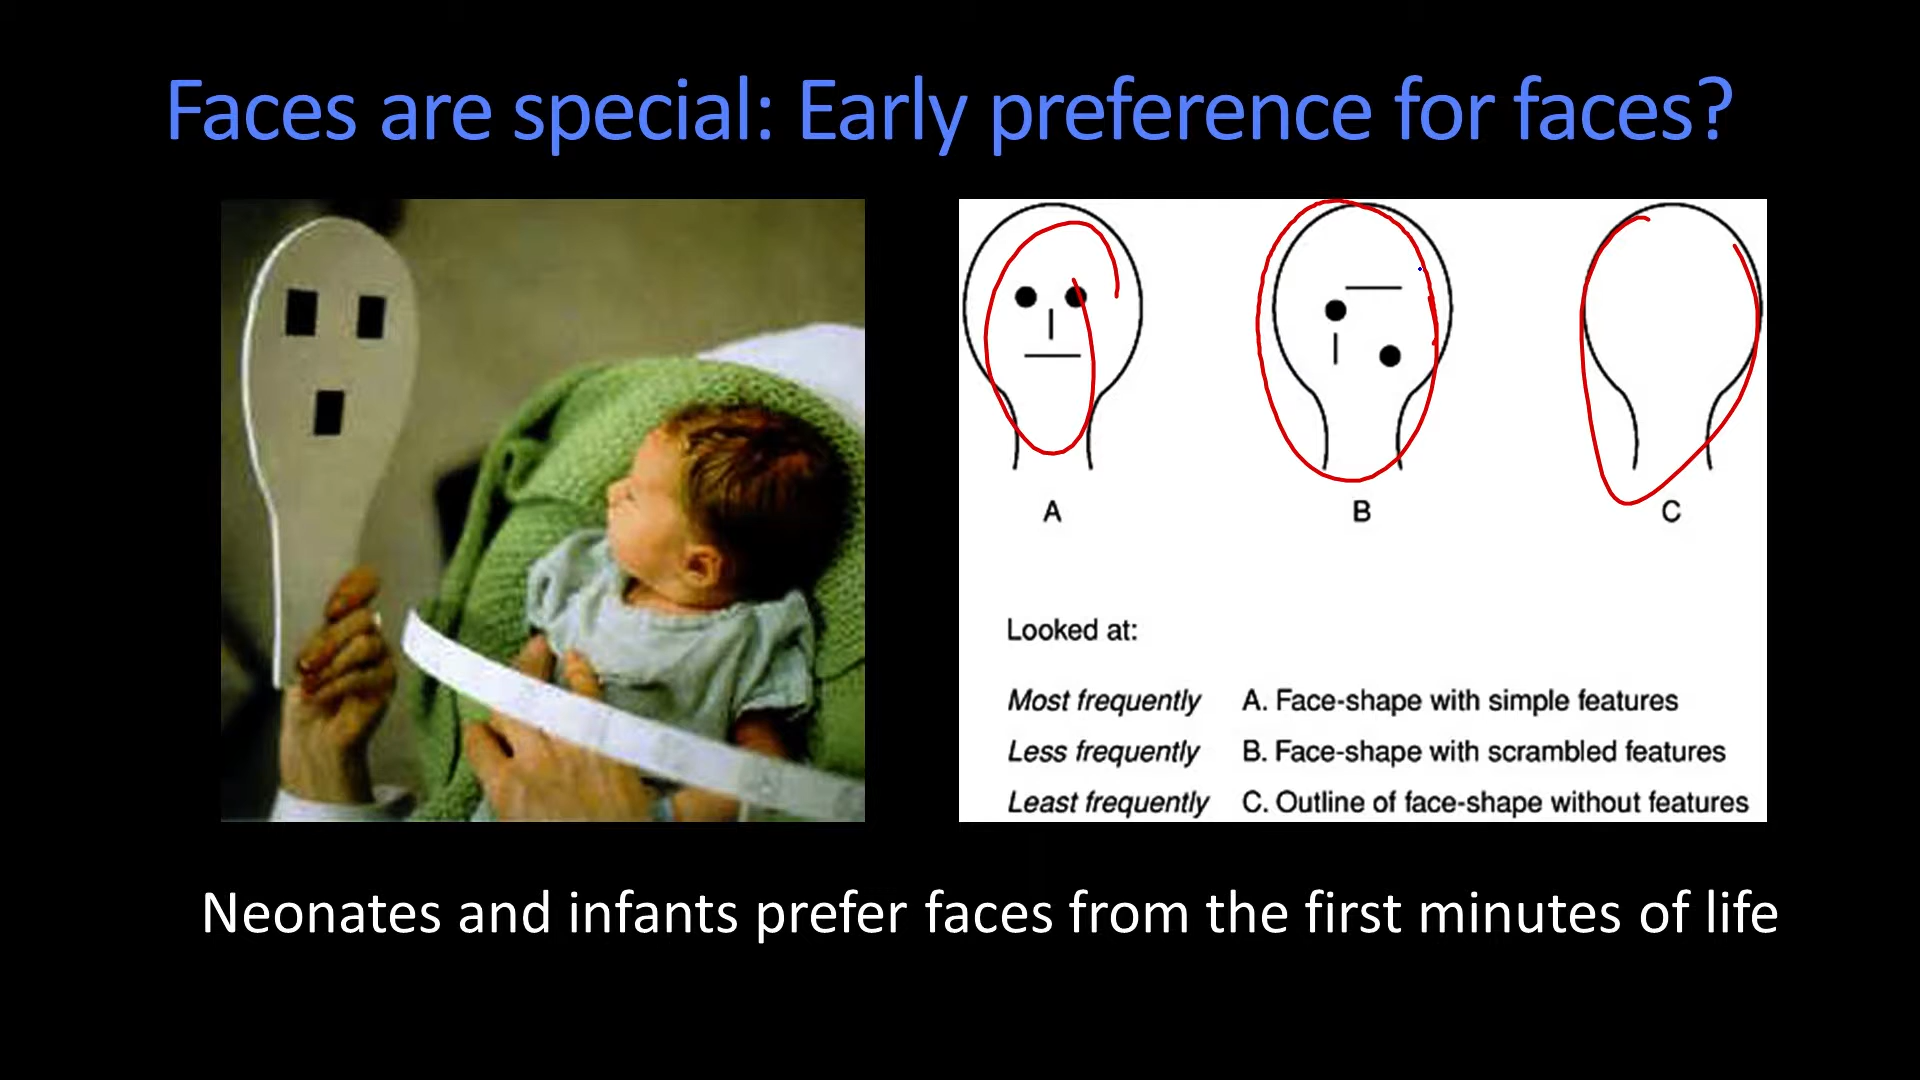 Faces are special: Early preference for faces?
A
B
C
Looked at:
Most frequently A. Face-shape with simple features
Less frequently B. Face-shape with scrambled features
Least frequently C. Outline of face-shape without features
Neonates and infants prefer faces from the first minutes of life